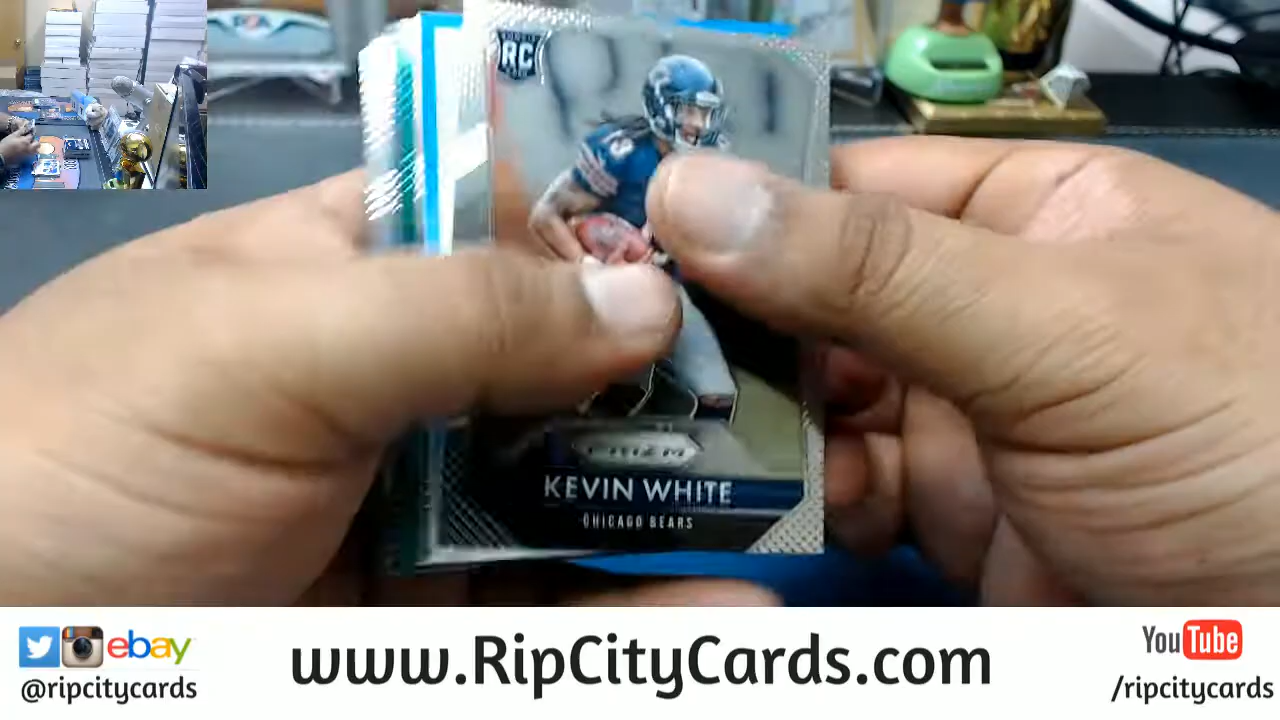 RC
PRIZM
KEVIN WHITE
CHICAGO BEARS
ebay
@ripcitycards
www.RipCityCards.com
YouTube
/ripcitycards